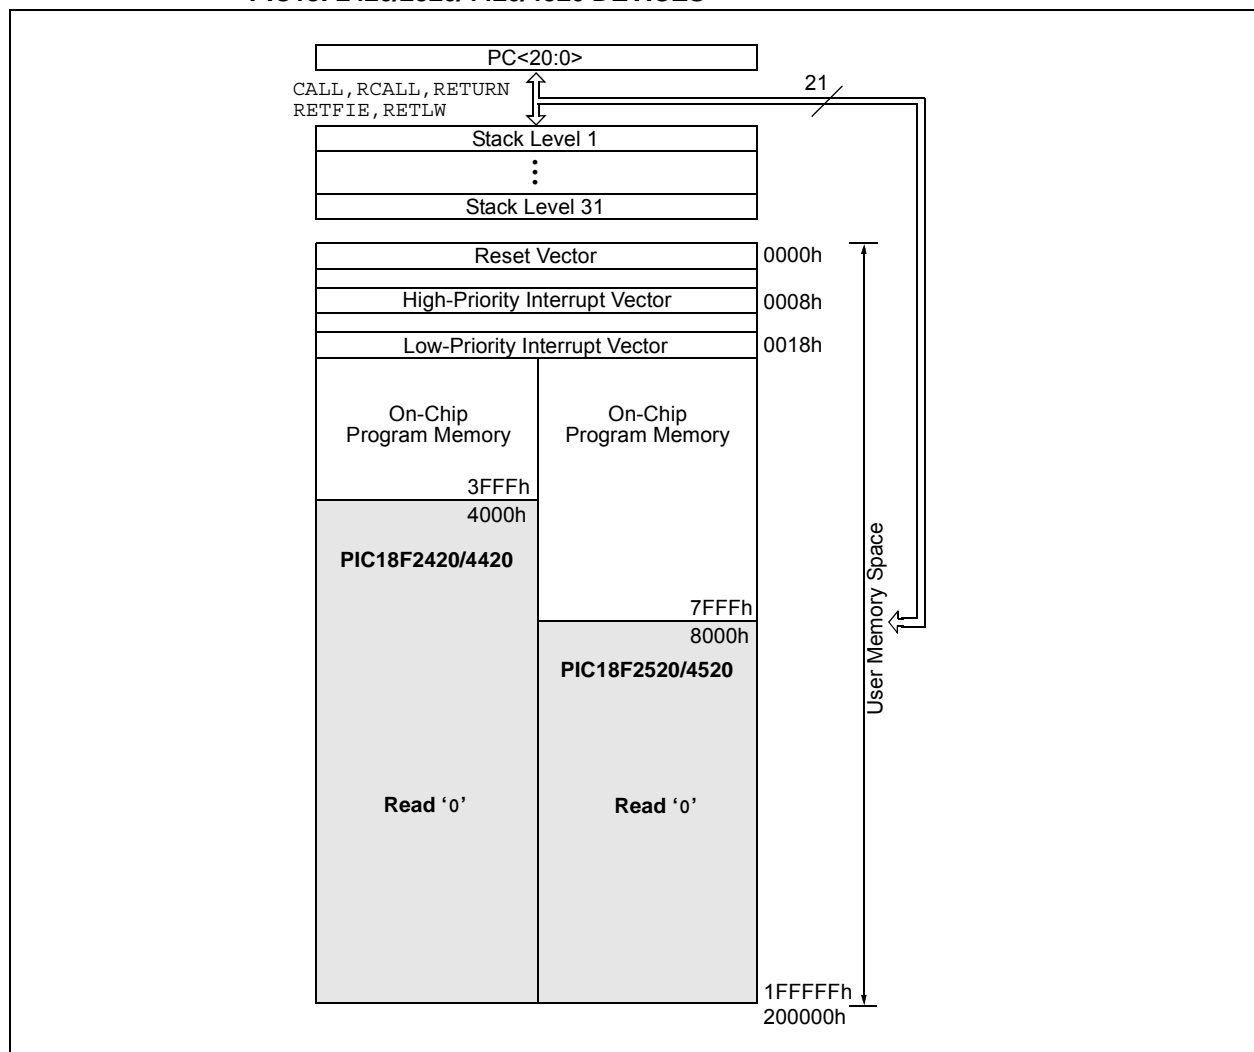 PC<20:0>
CALL,RCALL,RETURN
RETFIE,RETLW
21
Stack Level 1
Stack Level 31
Reset Vector
0000h
High-Priority Interrupt Vector
0008h
Low-Priority Interrupt Vector
0018h
On-Chip
Program Memory
On-Chip
Program Memory
3FFFh
4000h
PIC18F2420/4420
7FFFh
8000h
PIC18F2520/4520
User Memory Space
Read ‘0’
Read ‘0’
1FFFFFh
200000h